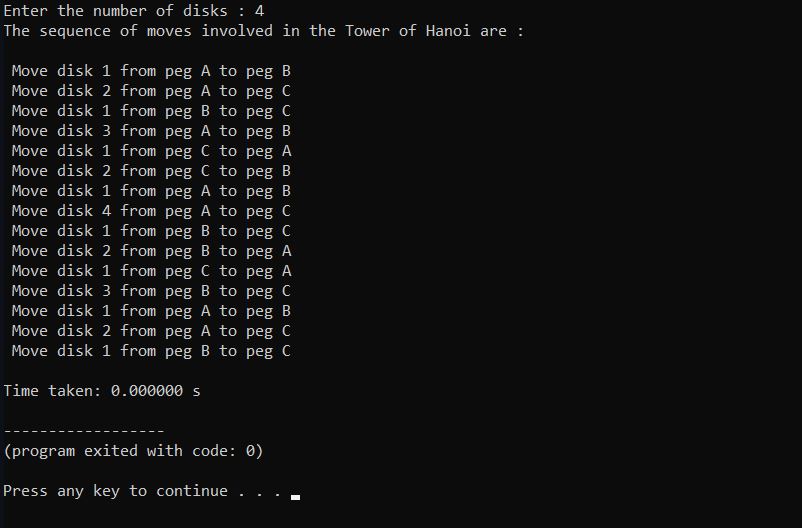 Enter the number of disks : 4
The sequence of moves involved in the Tower of Hanoi are :
Move disk 1 from peg A to peg B
Move disk 2 from peg A to peg C
Move disk 1 from peg B to peg C
Move disk 3 from peg A to peg B
Move disk 1 from peg C to peg A
Move disk 2 from peg C to peg B
Move disk 1 from peg A to peg B
Move disk 4 from peg A to peg C
Move disk 1 from peg B to peg C
Move disk 2 from peg B to peg A
Move disk 1 from peg C to peg A
Move disk 3 from peg B to peg C
Move disk 1 from peg A to peg B
Move disk 2 from peg A to peg C
Move disk 1 from peg B to peg C
Time taken: 0.000000 s
------------------
(program exited with code: 0)
Press any key to continue . . .